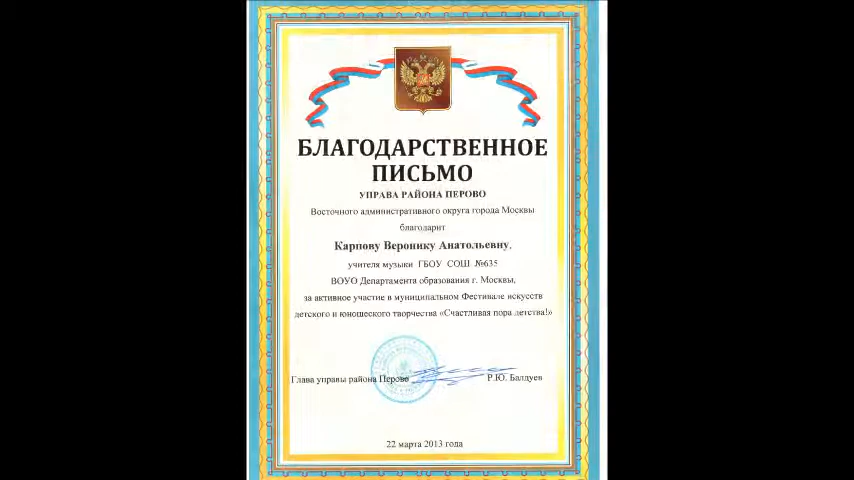 БЛАГОДАРСТВЕННОЕ
ПИСЬМО
УПРАВА РАЙОНА ПЕРОВО
Восточного административного округа города Москвы
благодарит
Карпову Веронику Анатольевну,
учителя музыки ГБОУ СОШ №635
ВОУО Департамента образования г. Москвы,
за активное участие в муниципальном Фестивале искусств
детского и юношеского творчества «Счастливая пора детства!»
Глава управы района Перово Р.Ю. Балдуев
22 марта 2013 года